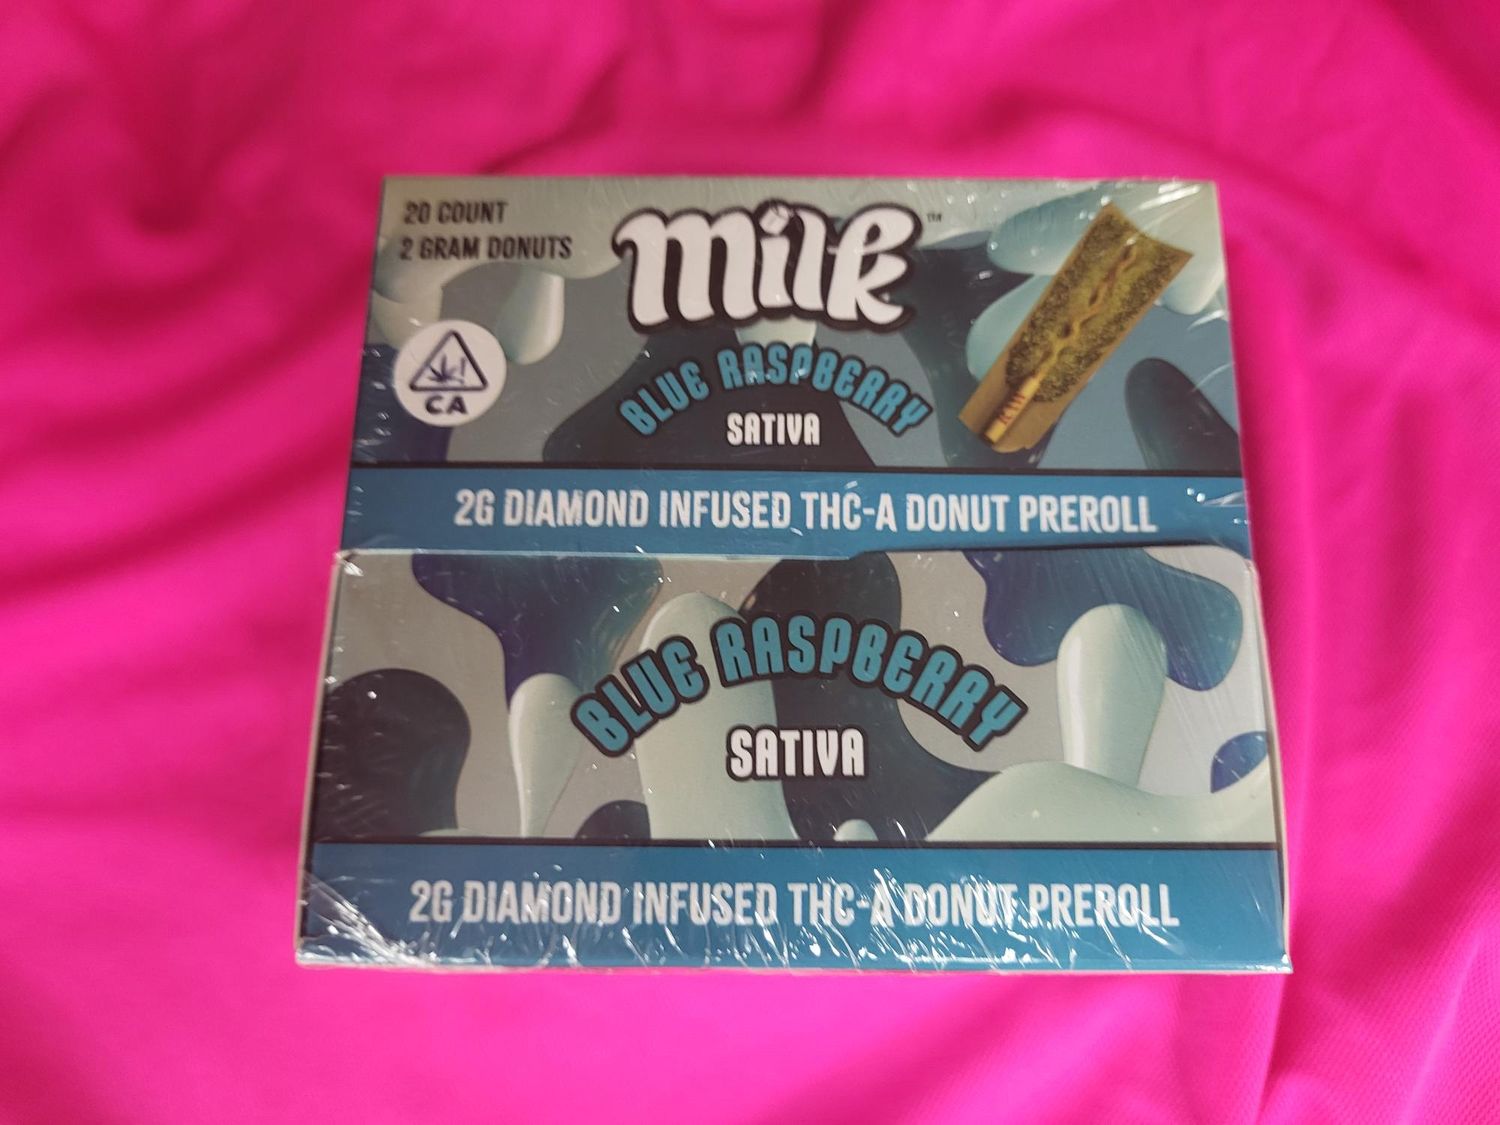 20 COUNT
2 GRAM DONUTS
milk™
BLUE RASPBERRY
SATIVA
CA
2G DIAMOND INFUSED THC-A DONUT PREROLL
BLUE RASPBERRY
SATIVA
2G DIAMOND INFUSED THC-A DONUT PREROLL